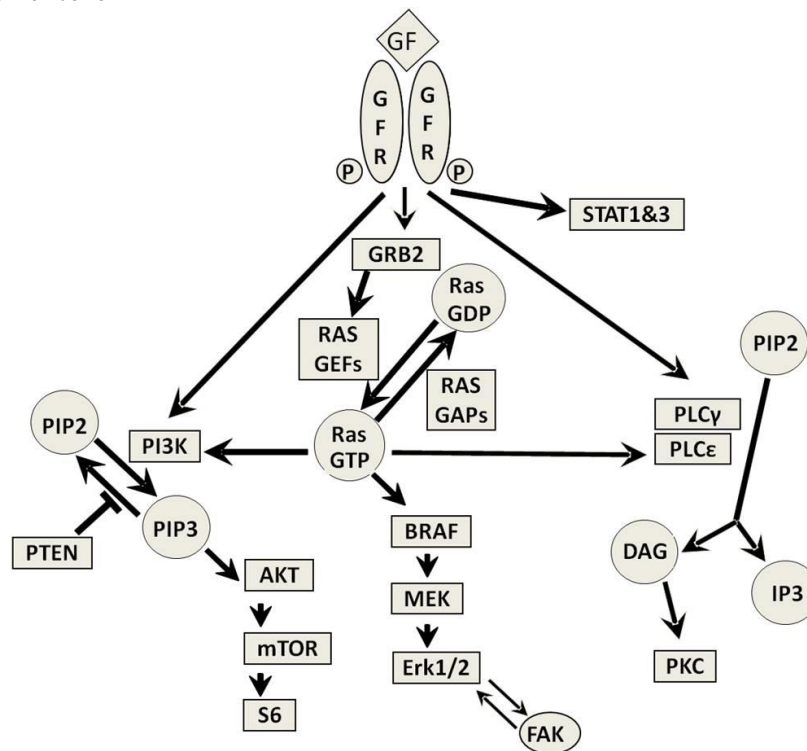 GF
G
F
R
G
F
R
P
P
STAT1&3
GRB2
Ras
GDP
RAS
GEFs
RAS
GAPs
PIP2
PLCγ
PLCε
PIP2
PI3K
Ras
GTP
PIP3
PTEN
BRAF
DAG
IP3
AKT
MEK
mTOR
Erk1/2
PKC
S6
FAK